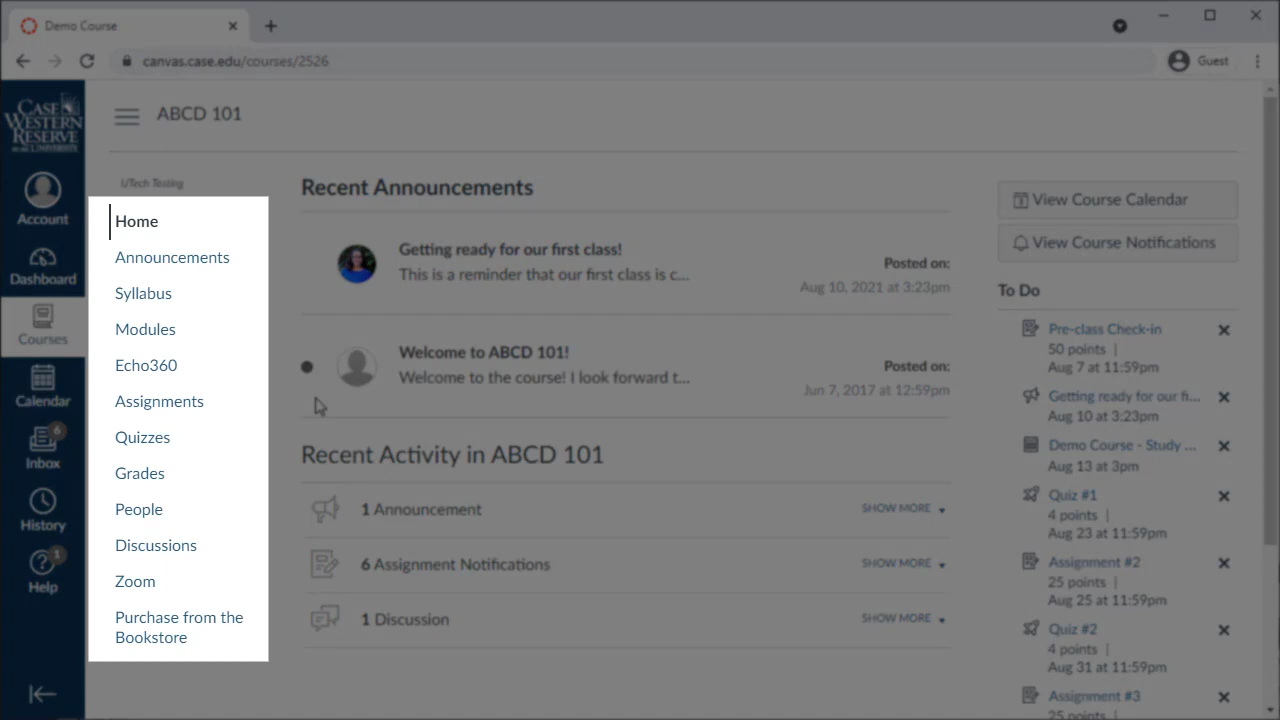 Demo Course
canvas.case.edu/courses/2526
Guest
CASE
WESTERN
RESERVE
UNIVERSITY
Account
Dashboard
Courses
Calendar
6
Inbox
History
1
Help
ABCD 101
UTech Testing
Home
Announcements
Syllabus
Modules
Echo360
Assignments
Quizzes
Grades
People
Discussions
Zoom
Purchase from the
Bookstore
Recent Announcements
Getting ready for our first class!
This is a reminder that our first class is c...
Posted on:
Aug 10, 2021 at 3:23pm
Welcome to ABCD 101!
Welcome to the course! I look forward t...
Posted on:
Jun 7, 2017 at 12:59pm
Recent Activity in ABCD 101
1 Announcement
SHOW MORE
6 Assignment Notifications
SHOW MORE
1 Discussion
SHOW MORE
View Course Calendar
View Course Notifications
To Do
Pre-class Check-in
50 points |
Aug 7 at 11:59pm
Getting ready for our fi...
Aug 10 at 3:23pm
Demo Course - Study ...
Aug 13 at 3pm
Quiz #1
4 points |
Aug 23 at 11:59pm
Assignment #2
25 points |
Aug 25 at 11:59pm
Quiz #2
4 points |
Aug 31 at 11:59pm
Assignment #3
25 points |